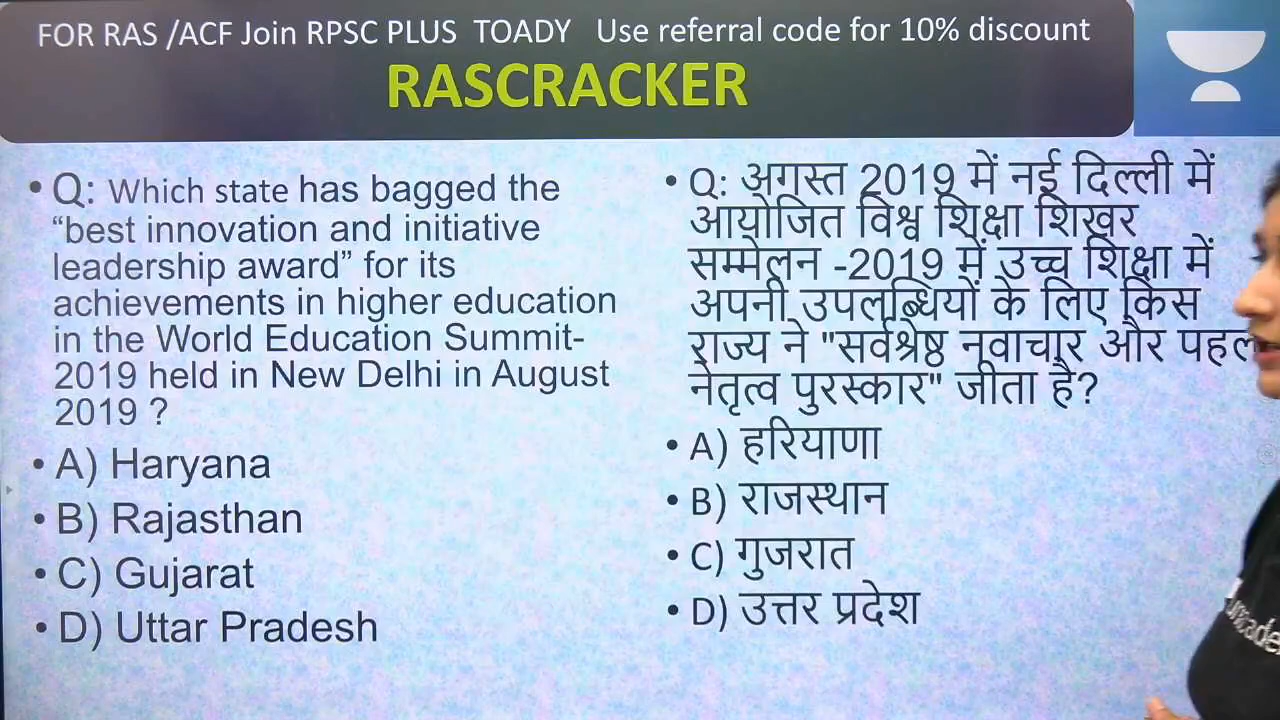 FOR RAS /ACF Join RPSC PLUS TOADY Use referral code for 10% discount
RASCRACKER
• Q: Which state has bagged the
“best innovation and initiative
leadership award” for its
achievements in higher education
in the World Education Summit-
2019 held in New Delhi in August
2019 ?
• A) Haryana
• B) Rajasthan
• C) Gujarat
• D) Uttar Pradesh
• Q: अगस्त 2019 में नई दिल्ली में
आयोजित विश्व शिक्षा शिखर
सम्मेलन -2019 में उच्च शिक्षा में
अपनी उपलब्धियों के लिए किस
राज्य ने "सर्वश्रेष्ठ नवाचार और पहल
नेतृत्व पुरस्कार" जीता है?
• A) हरियाणा
• B) राजस्थान
• C) गुजरात
• D) उत्तर प्रदेश